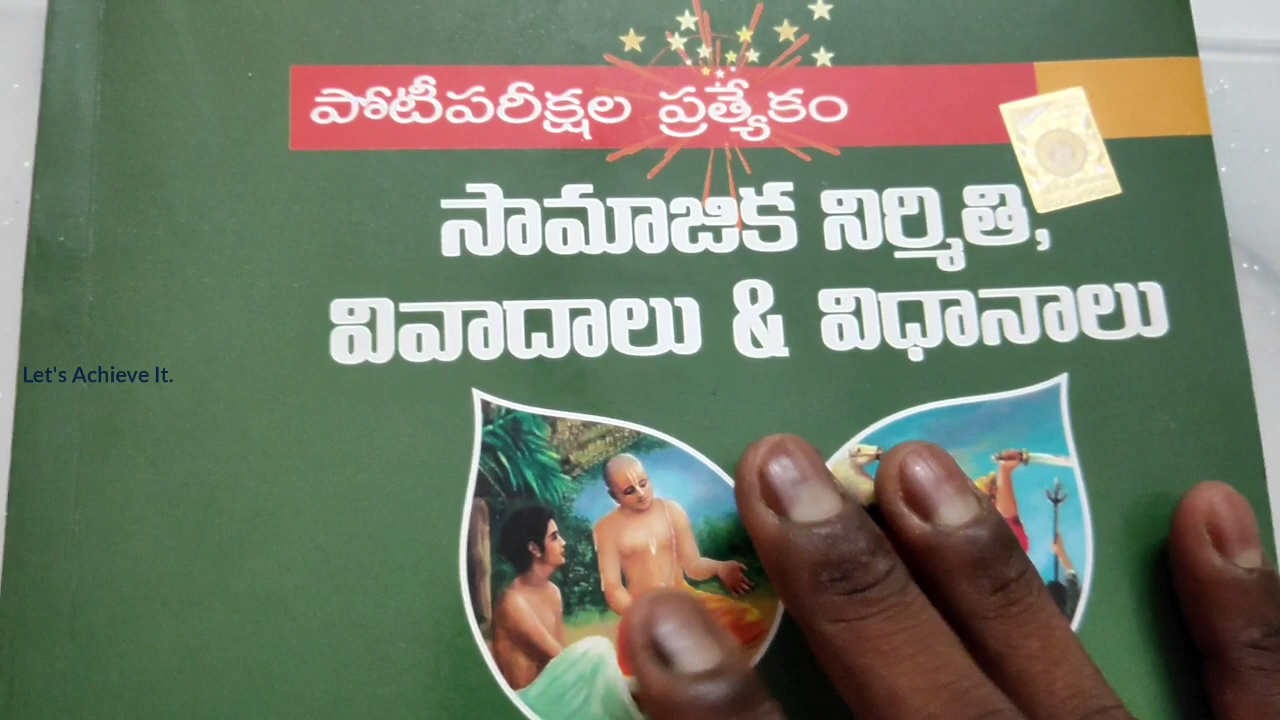 పోటీపరీక్షల ప్రత్యేకం
సామాజిక నిర్మితి,
వివాదాలు & విధానాలు
Let's Achieve It.